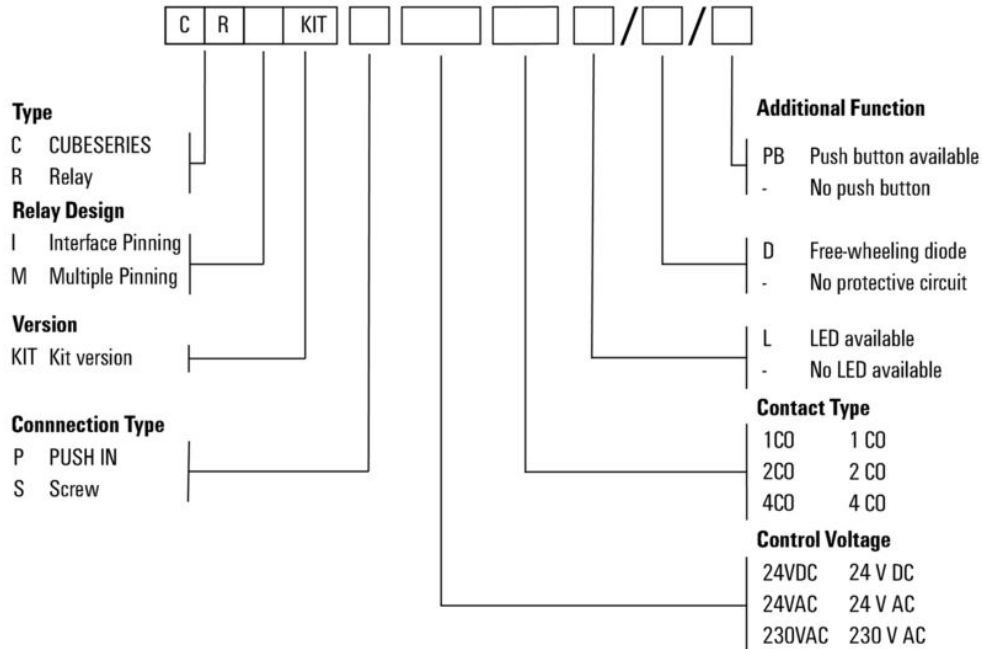 C R KIT / /
Type
C CUBESERIES
R Relay
Relay Design
I Interface Pinning
M Multiple Pinning
Version
KIT Kit version
Connnection Type
P PUSH IN
S Screw
Additional Function
PB Push button available
- No push button
D Free-wheeling diode
- No protective circuit
L LED available
- No LED available
Contact Type
1CO 1 CO
2CO 2 CO
4CO 4 CO
Control Voltage
24VDC 24 V DC
24VAC 24 V AC
230VAC 230 V AC